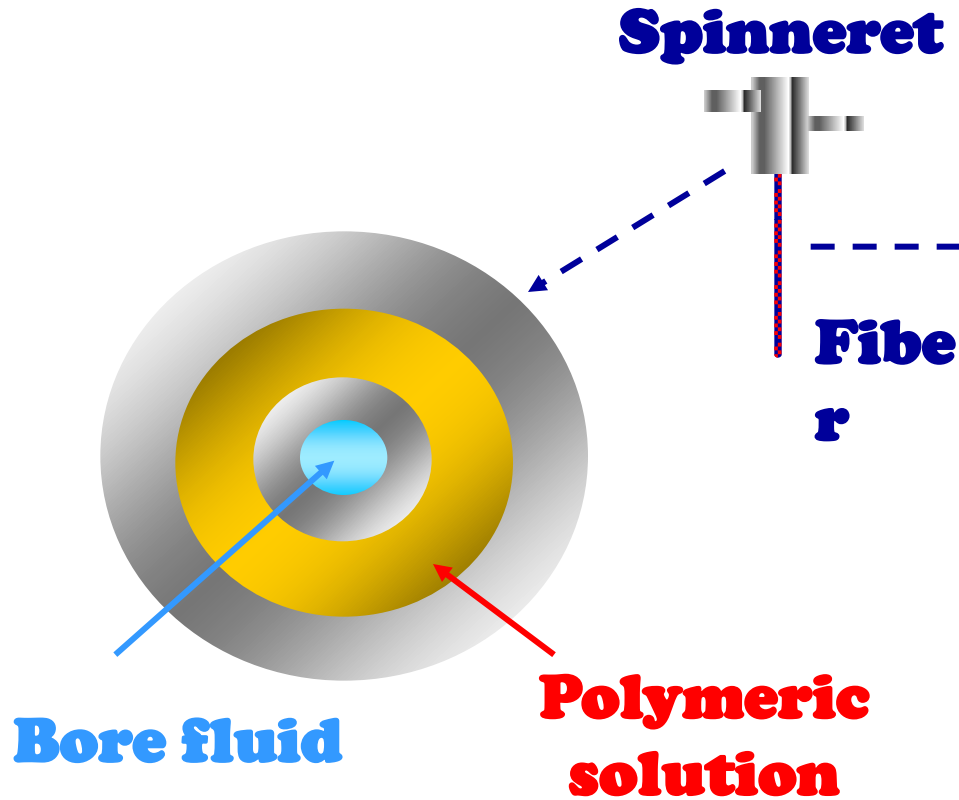 Spinneret
Fibe
r
Polymeric
solution
Bore fluid